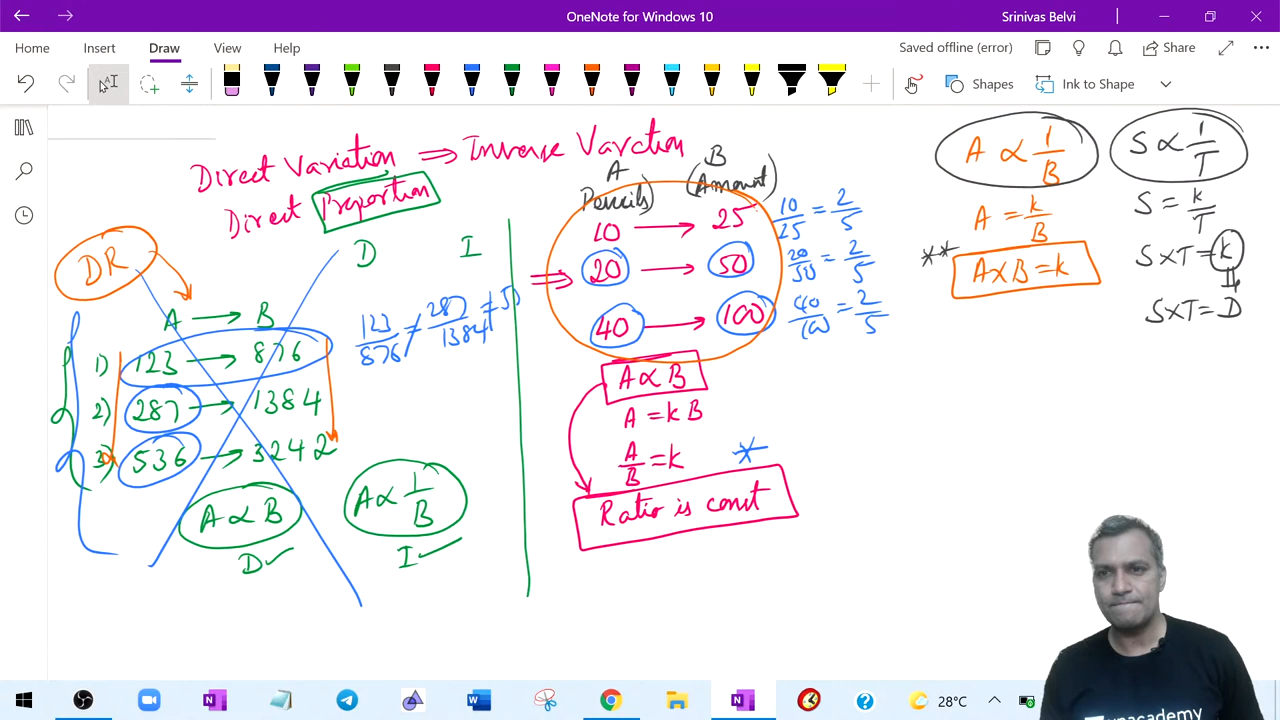 OneNote for Windows 10
Srinivas Belvi
Home Insert Draw View Help
Saved offline (error)
Share
Shapes
Ink to Shape
Direct Variation ⇒ Inverse Varation
Direct Proportion
DR
D I
A → B
1) 123 → 876
2) 287 → 1384
3) 536 → 3242
123/876 ≠ 287/1384 ≠ 5
A ∝ B
D ✓
A ∝ 1/B
I ✓
A B
Pencils) (Amount)
10 → 25 10/25 = 2/5
⇒ 20 → 50 20/50 = 2/5
40 → 100 40/100 = 2/5
A ∝ B
A = k B
A/B = k *
Ratio is const
A ∝ 1/B
A = k/B
** A×B = k
S ∝ 1/T
S = k/T
S×T = k
S×T = D
28°C
unacademy